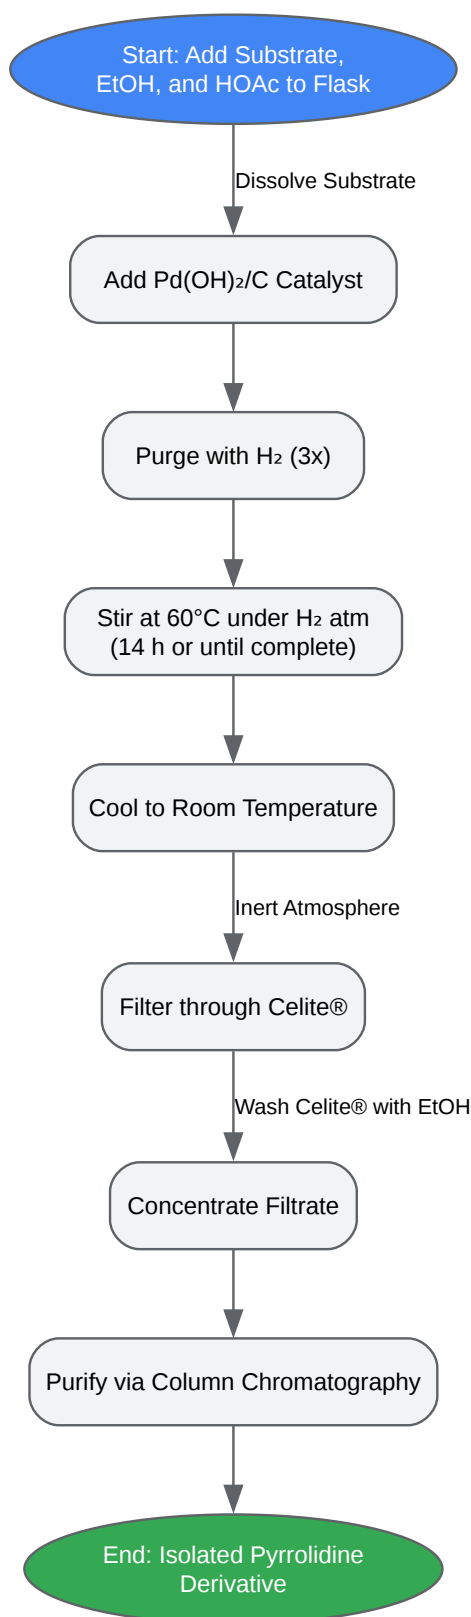 Start: Add Substrate,
EtOH, and HOAc to Flask
Dissolve Substrate
Add Pd(OH)₂/C Catalyst
Purge with H₂ (3x)
Stir at 60°C under H₂ atm
(14 h or until complete)
Cool to Room Temperature
Inert Atmosphere
Filter through Celite®
Wash Celite® with EtOH
Concentrate Filtrate
Purify via Column Chromatography
End: Isolated Pyrrolidine
Derivative